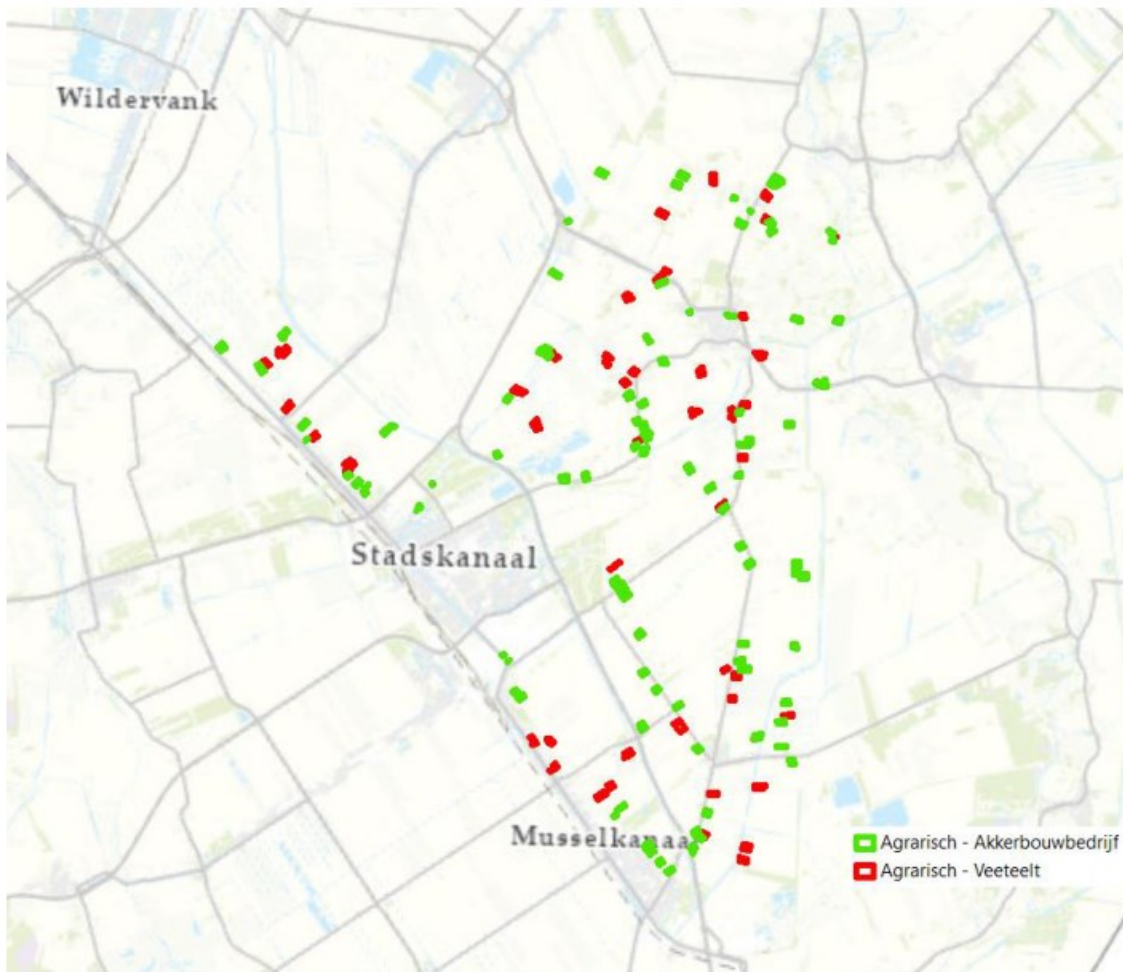 Wildervank
Stadskanaal
Musselkanaal
Agrarisch - Akkerbouwbedrijf
Agrarisch - Veeteelt